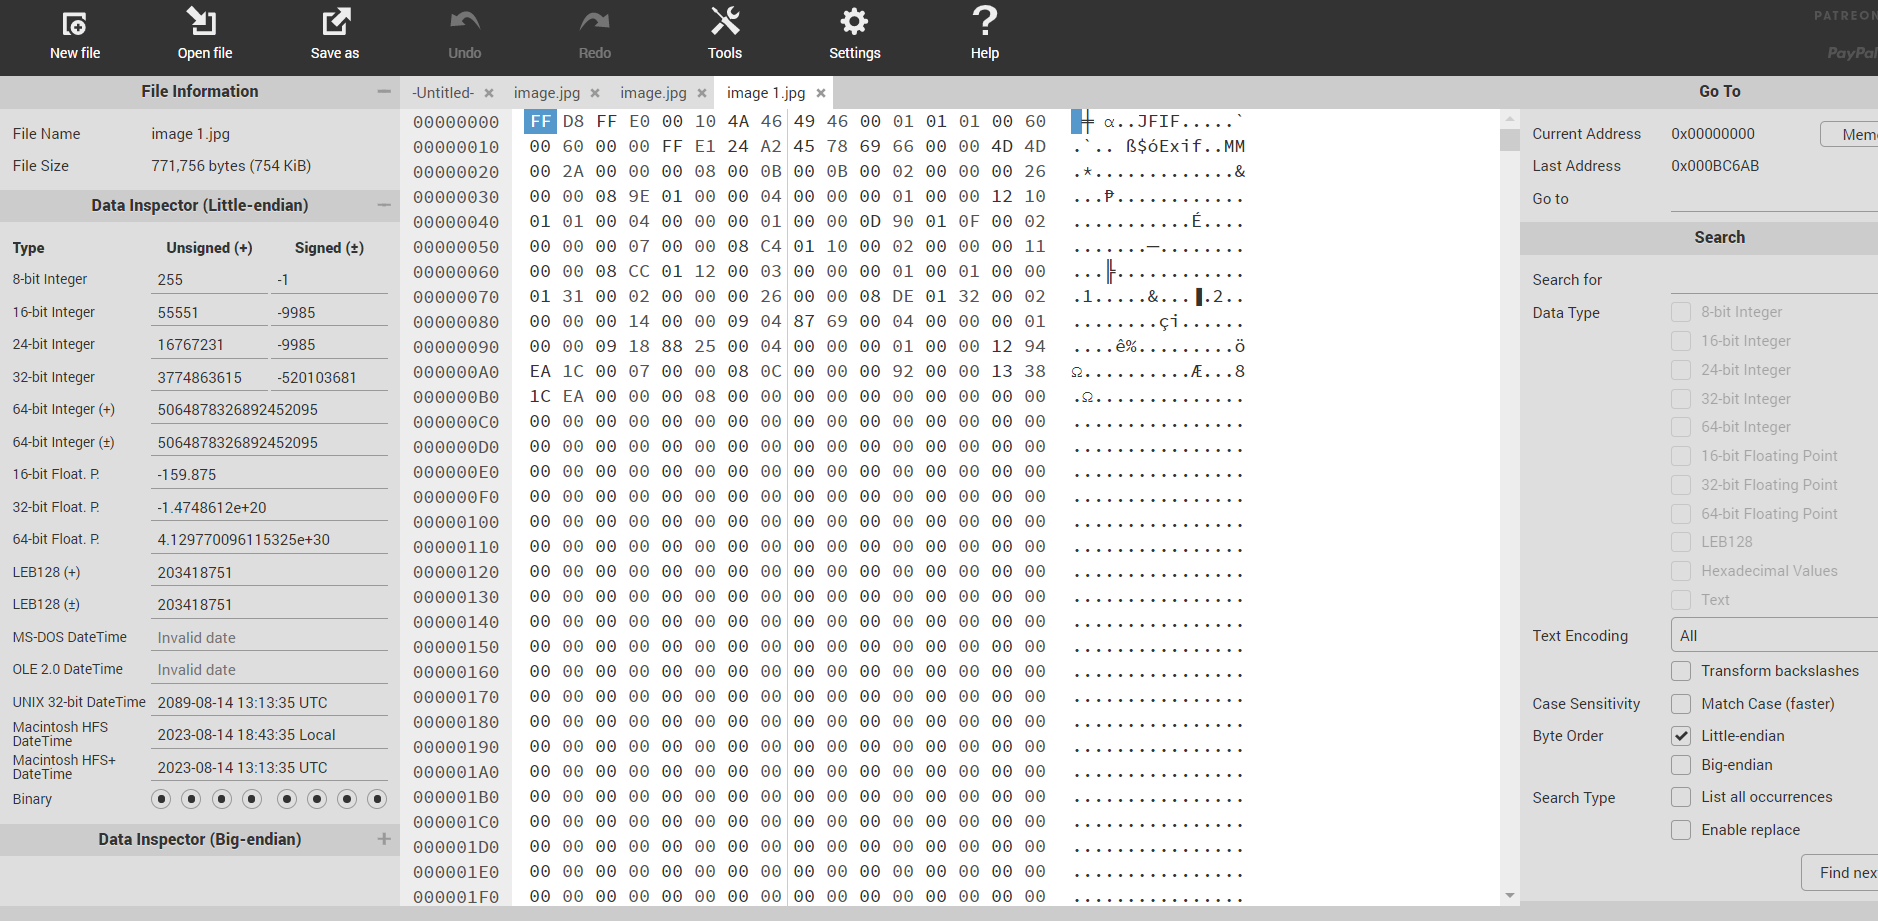 PATREON
New file Open file Save as Undo Redo Tools Settings Help
PayPal
File Information
File Name image 1.jpg
File Size 771,756 bytes (754 KiB)
Data Inspector (Little-endian)
Type Unsigned (+) Signed (±)
8-bit Integer 255 -1
16-bit Integer 55551 -9985
24-bit Integer 16767231 -9985
32-bit Integer 3774863615 -520103681
64-bit Integer (+) 5064878326892452095
64-bit Integer (±) 5064878326892452095
16-bit Float. P. -159.875
32-bit Float. P. -1.4748612e+20
64-bit Float. P. 4.129770096115325e+30
LEB128 (+) 203418751
LEB128 (±) 203418751
MS-DOS DateTime Invalid date
OLE 2.0 DateTime Invalid date
UNIX 32-bit DateTime 2089-08-14 13:13:35 UTC
Macintosh HFS DateTime 2023-08-14 18:43:35 Local
Macintosh HFS+ DateTime 2023-08-14 13:13:35 UTC
Binary
Data Inspector (Big-endian)
-Untitled- image.jpg image.jpg image 1.jpg
00000000 FF D8 FF E0 00 10 4A 46 49 46 00 01 01 01 00 60 ╪ α..JFIF.....`
00000010 00 60 00 00 FF E1 24 A2 45 78 69 66 00 00 4D 4D .`.. ß$óExif..MM
00000020 00 2A 00 00 00 08 00 0B 00 0B 00 02 00 00 00 26 .*.............&
00000030 00 00 08 9E 01 00 00 04 00 00 00 01 00 00 12 10 ...₧............
00000040 01 01 00 04 00 00 00 01 00 00 0D 90 01 0F 00 02 ...........É....
00000050 00 00 00 07 00 00 08 C4 01 10 00 02 00 00 00 11 .......─........
00000060 00 00 08 CC 01 12 00 03 00 00 00 01 00 01 00 00 ...╠............
00000070 01 31 00 02 00 00 00 26 00 00 08 DE 01 32 00 02 .1.....&...▐.2..
00000080 00 00 00 14 00 00 09 04 87 69 00 04 00 00 00 01 ........çi......
00000090 00 00 09 18 88 25 00 04 00 00 00 01 00 00 12 94 ....ê%.........ö
000000A0 EA 1C 00 07 00 00 08 0C 00 00 00 92 00 00 13 38 Ω..........Æ...8
000000B0 1C EA 00 00 00 08 00 00 00 00 00 00 00 00 00 00 .Ω..............
000000C0 00 00 00 00 00 00 00 00 00 00 00 00 00 00 00 00 ................
000000D0 00 00 00 00 00 00 00 00 00 00 00 00 00 00 00 00 ................
000000E0 00 00 00 00 00 00 00 00 00 00 00 00 00 00 00 00 ................
000000F0 00 00 00 00 00 00 00 00 00 00 00 00 00 00 00 00 ................
00000100 00 00 00 00 00 00 00 00 00 00 00 00 00 00 00 00 ................
00000110 00 00 00 00 00 00 00 00 00 00 00 00 00 00 00 00 ................
00000120 00 00 00 00 00 00 00 00 00 00 00 00 00 00 00 00 ................
00000130 00 00 00 00 00 00 00 00 00 00 00 00 00 00 00 00 ................
00000140 00 00 00 00 00 00 00 00 00 00 00 00 00 00 00 00 ................
00000150 00 00 00 00 00 00 00 00 00 00 00 00 00 00 00 00 ................
00000160 00 00 00 00 00 00 00 00 00 00 00 00 00 00 00 00 ................
00000170 00 00 00 00 00 00 00 00 00 00 00 00 00 00 00 00 ................
00000180 00 00 00 00 00 00 00 00 00 00 00 00 00 00 00 00 ................
00000190 00 00 00 00 00 00 00 00 00 00 00 00 00 00 00 00 ................
000001A0 00 00 00 00 00 00 00 00 00 00 00 00 00 00 00 00 ................
000001B0 00 00 00 00 00 00 00 00 00 00 00 00 00 00 00 00 ................
000001C0 00 00 00 00 00 00 00 00 00 00 00 00 00 00 00 00 ................
000001D0 00 00 00 00 00 00 00 00 00 00 00 00 00 00 00 00 ................
000001E0 00 00 00 00 00 00 00 00 00 00 00 00 00 00 00 00 ................
000001F0 00 00 00 00 00 00 00 00 00 00 00 00 00 00 00 00 ................
Go To
Current Address 0x00000000 Mem
Last Address 0x000BC6AB
Go to
Search
Search for
Data Type 8-bit Integer
16-bit Integer
24-bit Integer
32-bit Integer
64-bit Integer
16-bit Floating Point
32-bit Floating Point
64-bit Floating Point
LEB128
Hexadecimal Values
Text
Text Encoding All
Transform backslashes
Case Sensitivity Match Case (faster)
Byte Order Little-endian
Big-endian
Search Type List all occurrences
Enable replace
Find nex